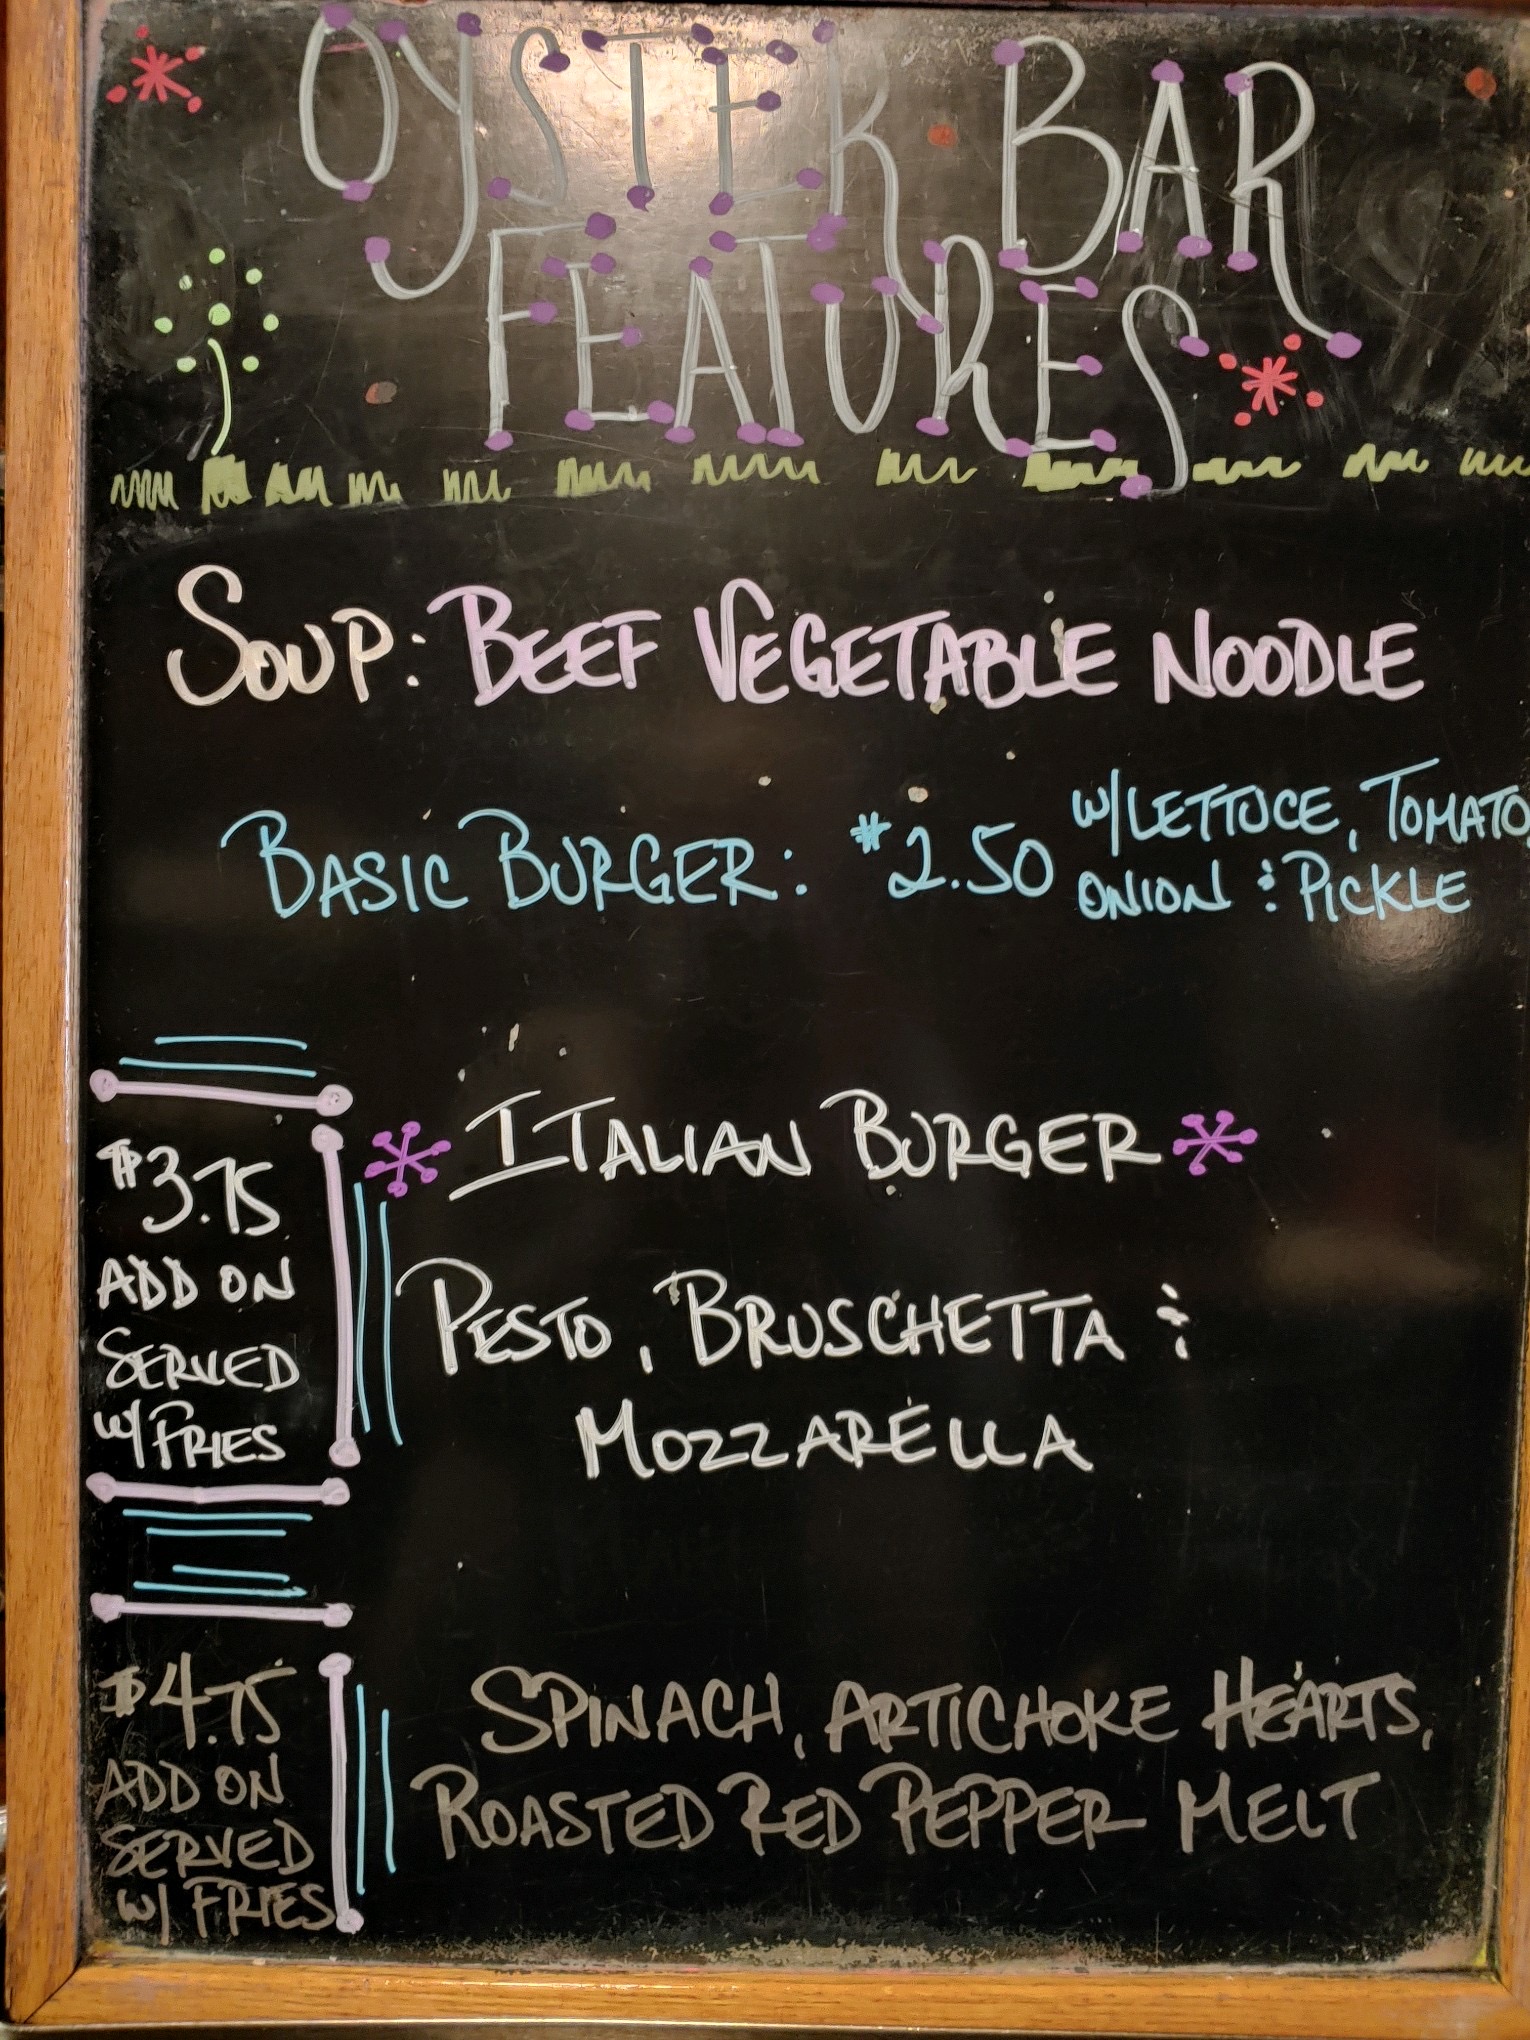 OYSTER BAR
FEATURES
SOUP: BEEF VEGETABLE NOODLE
BASIC BURGER: $2.50 W/LETTUCE, TOMATO,
ONION & PICKLE
$3.75
ADD ON
SERVED
W/FRIES
ITALIAN BURGER
PESTO, BRUSCHETTA &
MOZZARELLA
$4.75
ADD ON
SERVED
W/ FRIES
SPINACH, ARTICHOKE HEARTS,
ROASTED RED PEPPER MELT